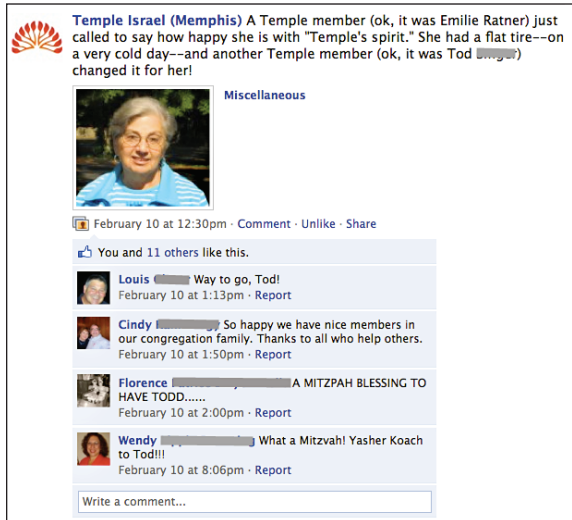 Temple Israel (Memphis) A Temple member (ok, it was Emilie Ratner) just
called to say how happy she is with "Temple's spirit." She had a flat tire--on
a very cold day--and another Temple member (ok, it was Tod )
changed it for her!
Miscellaneous
February 10 at 12:30pm · Comment · Unlike · Share
You and 11 others like this.
Louis Way to go, Tod!
February 10 at 1:13pm · Report
Cindy So happy we have nice members in
our congregation family. Thanks to all who help others.
February 10 at 1:50pm · Report
Florence A MITZPAH BLESSING TO
HAVE TODD......
February 10 at 2:00pm · Report
Wendy What a Mitzvah! Yasher Koach
to Tod!!!
February 10 at 8:06pm · Report
Write a comment...